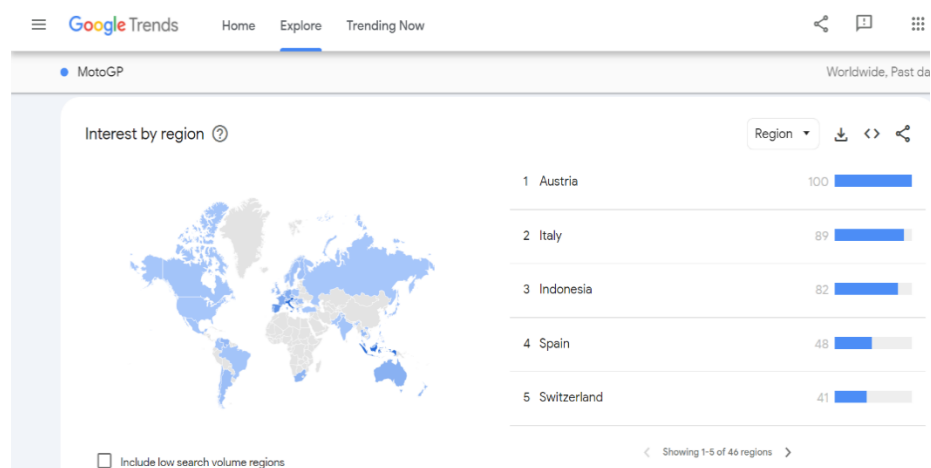 Google Trends Home Explore Trending Now
MotoGP Worldwide, Past da
Interest by region Region
1 Austria 100
2 Italy 89
3 Indonesia 82
4 Spain 48
5 Switzerland 41
Include low search volume regions
Showing 1-5 of 46 regions